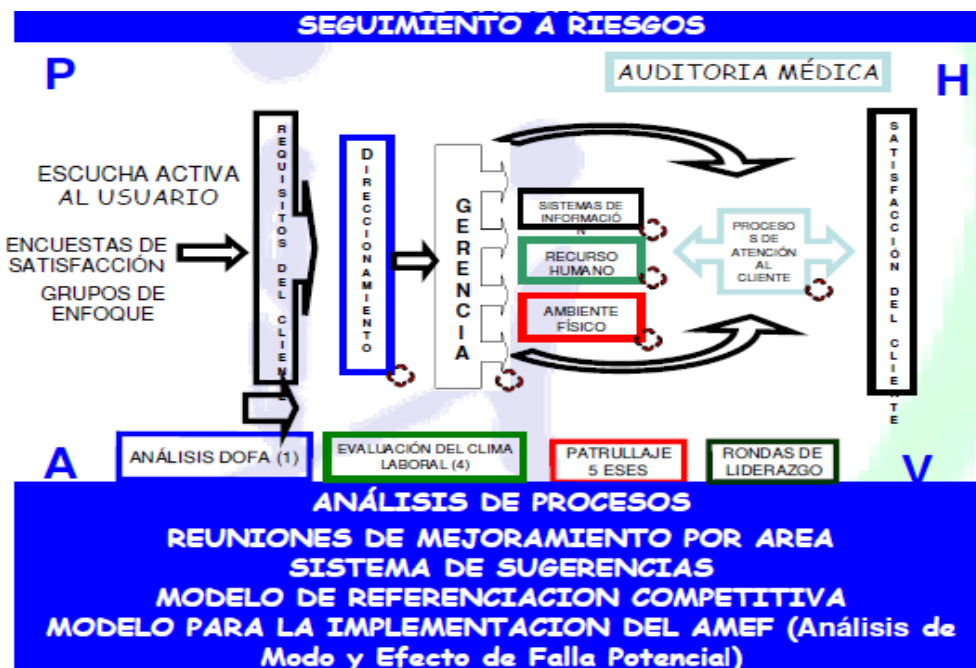 SEGUIMIENTO A RIESGOS
P
AUDITORIA MÉDICA
H
ESCUCHA ACTIVA
AL USUARIO
ENCUESTAS DE
SATISFACCIÓN
GRUPOS DE
ENFOQUE
REQUISITOS DEL CLIEN
DIRECCIONAMIENTO
GERENCIA
SISTEMAS DE
INFORMACIÓ
N
RECURSO
HUMANO
AMBIENTE
FÍSICO
PROCESO
S DE
ATENCIÓN
AL
CLIENTE
SATISFACCIÓN DEL CLIENTE
A
ANÁLISIS DOFA (1)
EVALUACIÓN DEL CLIMA
LABORAL (4)
PATRULLAJE
5 ESES
RONDAS DE
LIDERAZGO
V
ANÁLISIS DE PROCESOS
REUNIONES DE MEJORAMIENTO POR AREA
SISTEMA DE SUGERENCIAS
MODELO DE REFERENCIACION COMPETITIVA
MODELO PARA LA IMPLEMENTACION DEL AMEF (Análisis de
Modo y Efecto de Falla Potencial)